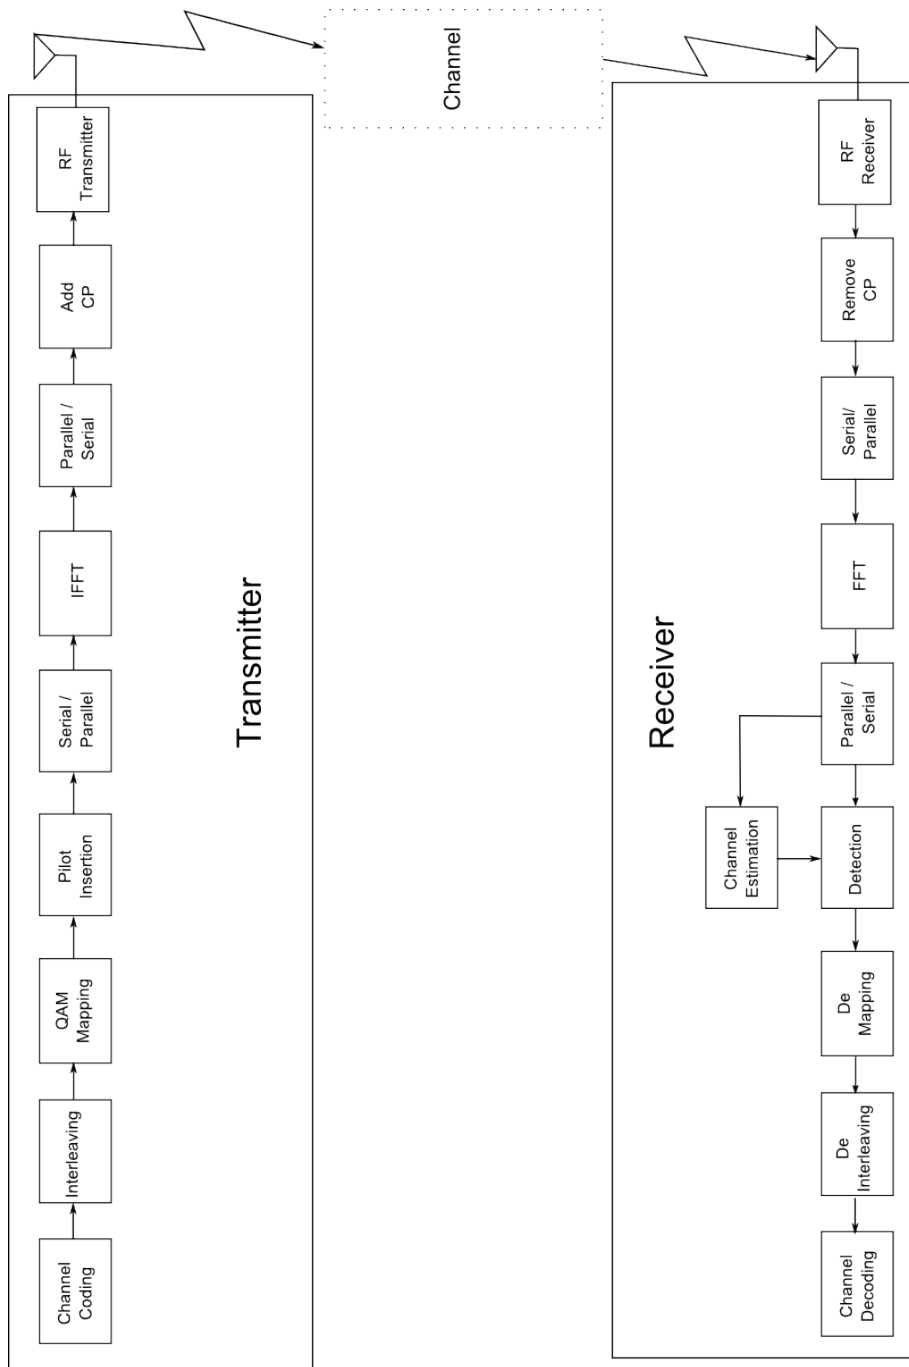 Channel
Coding
Interleaving
QAM
Mapping
Pilot
Insertion
Serial /
Parallel
IFFT
Parallel /
Serial
Add
CP
RF
Transmitter
Transmitter
Channel
Receiver
RF
Receiver
Remove
CP
Serial/
Parallel
FFT
Parallel /
Serial
Channel
Estimation
Detection
De
Mapping
De
Interleaving
Channel
Decoding